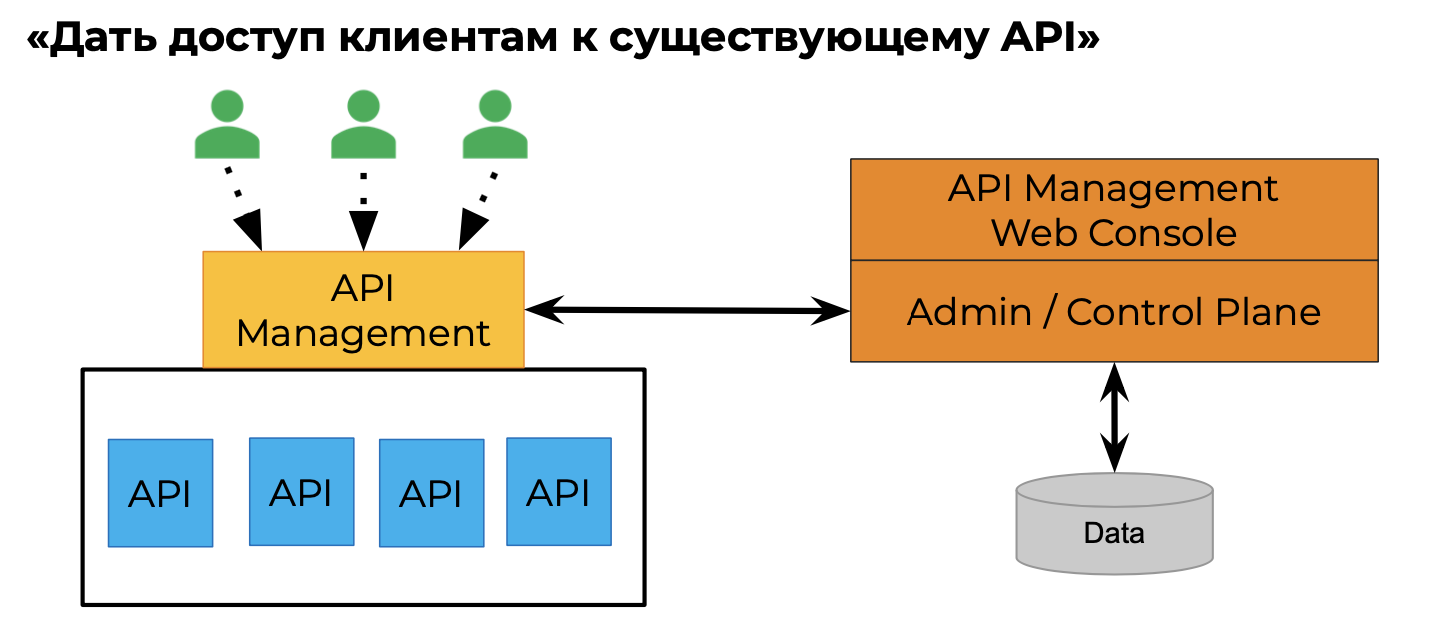 «Дать доступ клиентам к существующему API»
API
Management
API Management
Web Console
Admin / Control Plane
API
API
API
API
Data